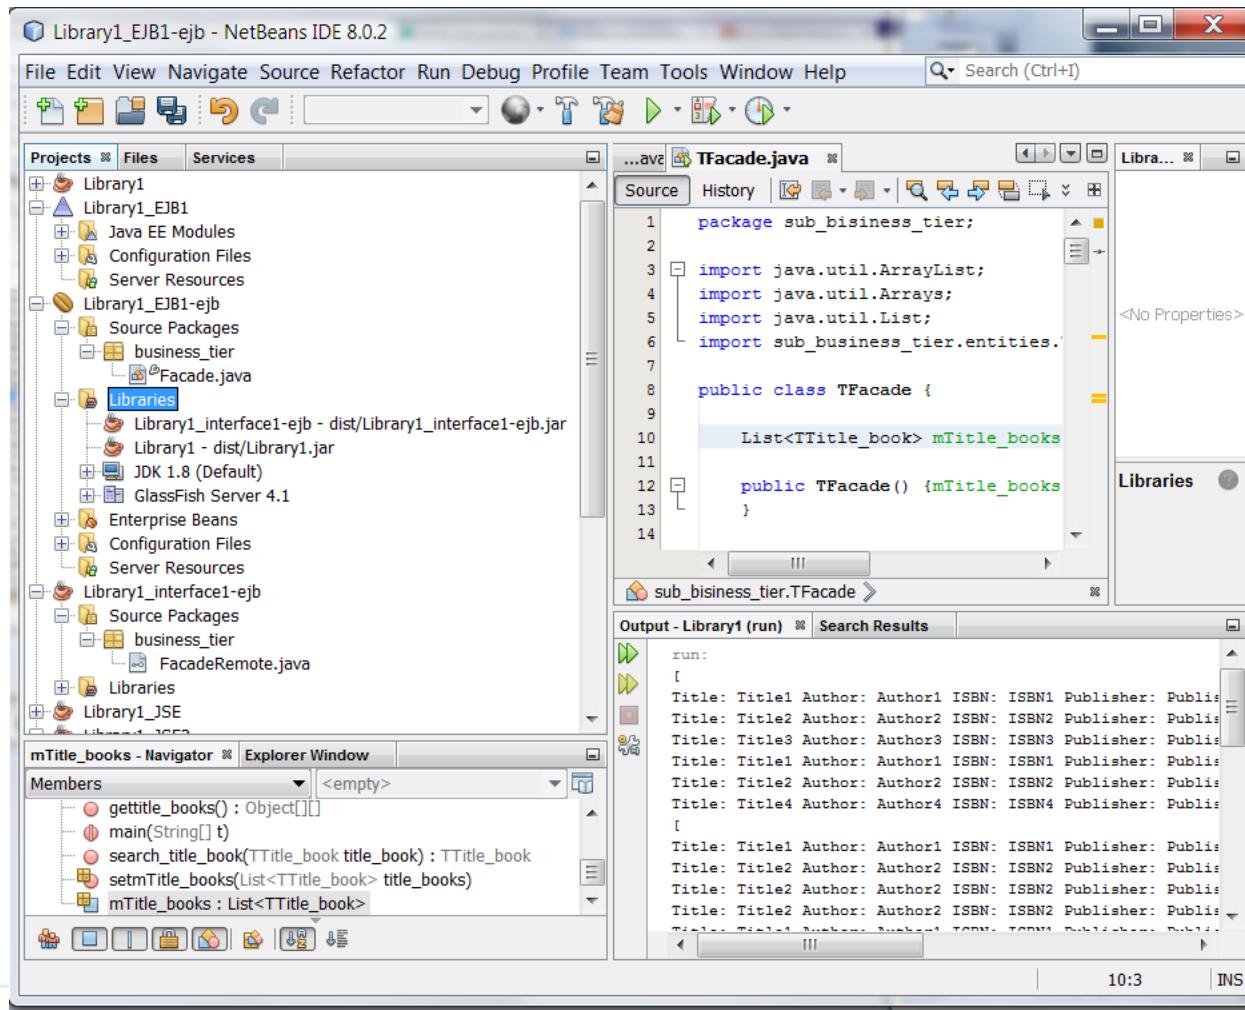 Library1_EJB1-ejb - NetBeans IDE 8.0.2
File Edit View Navigate Source Refactor Run Debug Profile Team Tools Window Help
Search (Ctrl+I)
Projects Files Services
Library1
Library1_EJB1
Java EE Modules
Configuration Files
Server Resources
Library1_EJB1-ejb
Source Packages
business_tier
Facade.java
Libraries
Library1_interface1-ejb - dist/Library1_interface1-ejb.jar
Library1 - dist/Library1.jar
JDK 1.8 (Default)
GlassFish Server 4.1
Enterprise Beans
Configuration Files
Server Resources
Library1_interface1-ejb
Source Packages
business_tier
FacadeRemote.java
Libraries
Library1_JSE
mTitle_books - Navigator Explorer Window
Members <empty>
gettitle_books() : Object[][]
main(String[] t)
search_title_book(TTitle_book title_book) : TTitle_book
setmTitle_books(List<TTitle_book> title_books)
mTitle_books : List<TTitle_book>
...ava TFacade.java
Source History
1 package sub_bisiness_tier;
2
3 import java.util.ArrayList;
4 import java.util.Arrays;
5 import java.util.List;
6 import sub_business_tier.entities.
7
8 public class TFacade {
9
10 List<TTitle_book> mTitle_books
11
12 public TFacade() {mTitle_books
13 }
14
sub_bisiness_tier.TFacade
Libra...
<No Properties>
Libraries
Output - Library1 (run) Search Results
run:
[
Title: Title1 Author: Author1 ISBN: ISBN1 Publisher: Publis
Title: Title2 Author: Author2 ISBN: ISBN2 Publisher: Publis
Title: Title3 Author: Author3 ISBN: ISBN3 Publisher: Publis
Title: Title1 Author: Author1 ISBN: ISBN1 Publisher: Publis
Title: Title2 Author: Author2 ISBN: ISBN2 Publisher: Publis
Title: Title4 Author: Author4 ISBN: ISBN4 Publisher: Publis
[
Title: Title1 Author: Author1 ISBN: ISBN1 Publisher: Publis
Title: Title2 Author: Author2 ISBN: ISBN2 Publisher: Publis
Title: Title2 Author: Author2 ISBN: ISBN2 Publisher: Publis
Title: Title2 Author: Author2 ISBN: ISBN2 Publisher: Publis
10:3 INS